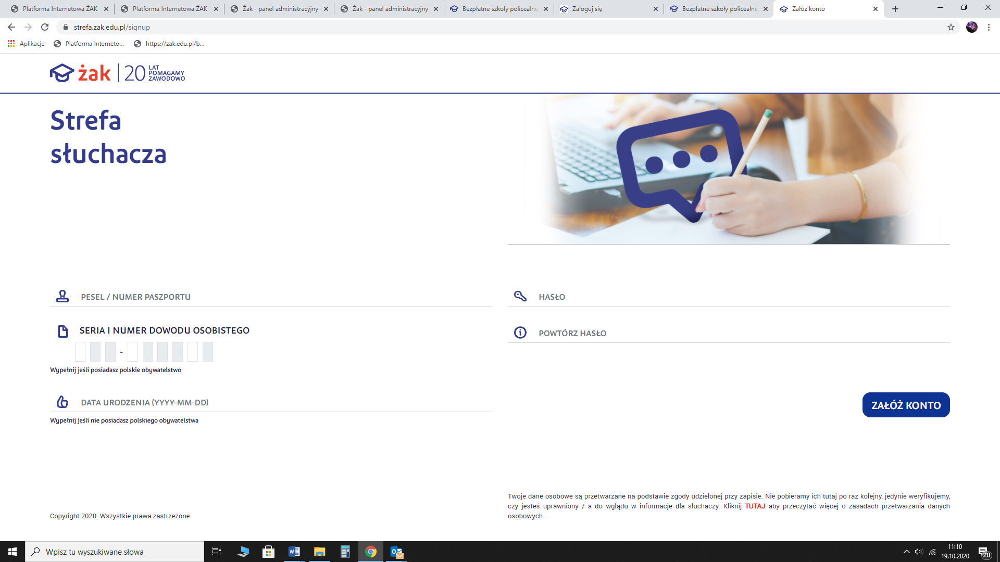 Platforma Internetowa ŻAK
Platforma Internetowa ŻAK
Żak - panel administracyjny
Żak - panel administracyjny
Bezpłatne szkoły policealne
Zaloguj się
Bezpłatne szkoły policealne
Załóż konto
strefa.zak.edu.pl/signup
Aplikacje
Platforma Interneto...
https://zak.edu.pl/b...
żak
20
LAT
POMAGAMY
ZAWODOWO
Strefa
słuchacza
PESEL / NUMER PASZPORTU
SERIA I NUMER DOWODU OSOBISTEGO
-
Wypełnij jeśli posiadasz polskie obywatelstwo
DATA URODZENIA (YYYY-MM-DD)
Wypełnij jeśli nie posiadasz polskiego obywatelstwa
HASŁO
POWTÓRZ HASŁO
ZAŁÓŻ KONTO
Twoje dane osobowe są przetwarzane na podstawie zgody udzielonej przy zapisie. Nie pobieramy ich tutaj po raz kolejny, jedynie weryfikujemy,
czy jesteś uprawniony / a do wglądu w informacje dla słuchaczy. Kliknij TUTAJ aby przeczytać więcej o zasadach przetwarzania danych
osobowych.
Copyright 2020. Wszystkie prawa zastrzeżone.
Wpisz tu wyszukiwane słowa
11:10
19.10.2020
20